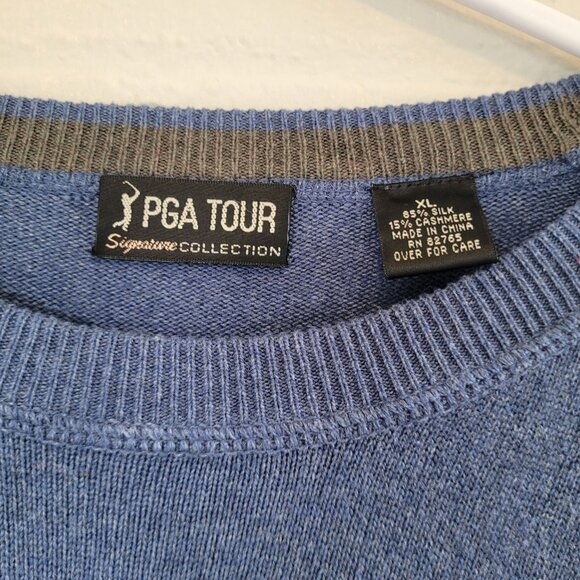 PGA TOUR
Signature COLLECTION
XL
85% SILK
15% CASHMERE
MADE IN CHINA
RN 82765
OVER FOR CARE